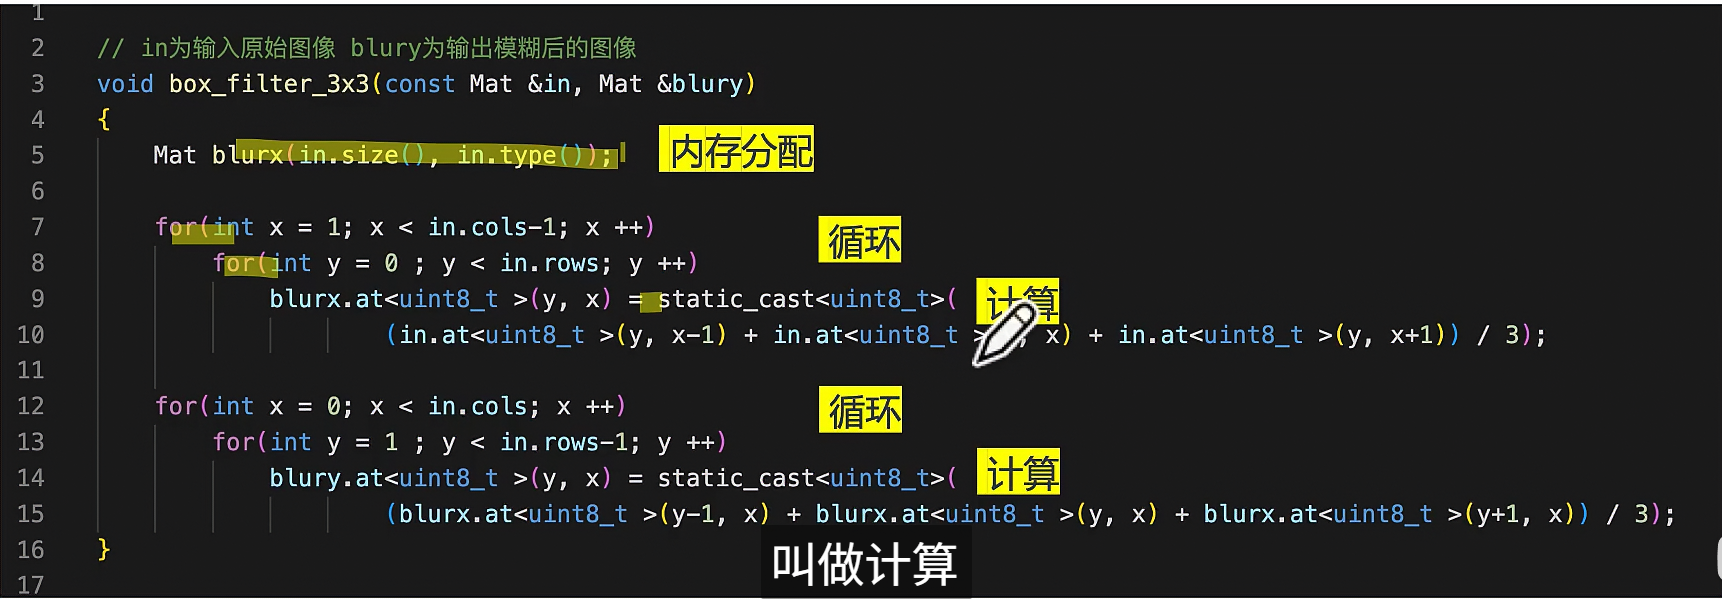 1
2 // in为输入原始图像 blury为输出模糊后的图像
3 void box_filter_3x3(const Mat &in, Mat &blury)
4 {
5 Mat blurx(in.size(), in.type()); 内存分配
6
7 for(int x = 1; x < in.cols-1; x ++) 循环
8 for(int y = 0 ; y < in.rows; y ++)
9 blurx.at<uint8_t >(y, x) = static_cast<uint8_t>( 计算
10 (in.at<uint8_t >(y, x-1) + in.at<uint8_t x) + in.at<uint8_t >(y, x+1)) / 3);
11
12 for(int x = 0; x < in.cols; x ++) 循环
13 for(int y = 1 ; y < in.rows-1; y ++)
14 blury.at<uint8_t >(y, x) = static_cast<uint8_t>( 计算
15 (blurx.at<uint8_t >(y-1, x) + blurx.at<uint8_t >(y, x) + blurx.at<uint8_t >(y+1, x)) / 3);
16 }
17
叫做计算